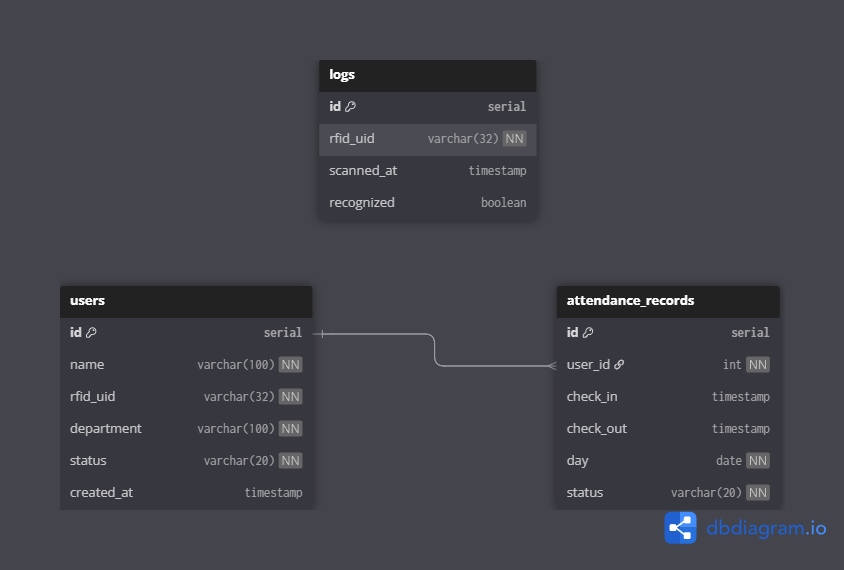 logs
id serial
rfid_uid varchar(32) NN
scanned_at timestamp
recognized boolean
users
id serial
name varchar(100) NN
rfid_uid varchar(32) NN
department varchar(100) NN
status varchar(20) NN
created_at timestamp
attendance_records
id serial
user_id int NN
check_in timestamp
check_out timestamp
day date NN
status varchar(20) NN
dbdiagram.io